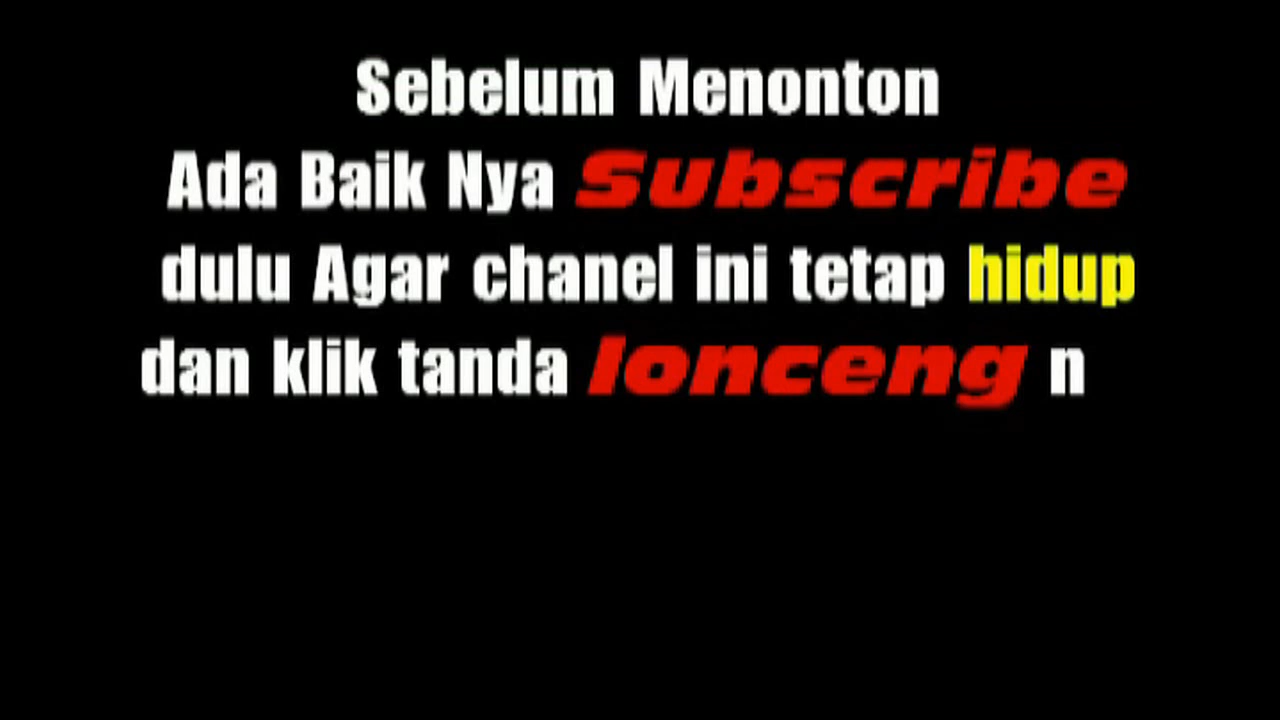 Sebelum Menonton
Ada Baik Nya Subscribe
dulu Agar chanel ini tetap hidup
dan klik tanda lonceng n